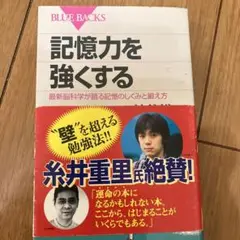 BLUE BACKS
記憶力を
強くする
最新脳科学が語る記憶のしくみと鍛え方
“壁”を超える
勉強法!!
糸井重里氏絶賛!
「運命の本に
なるかもしれない本。
ここから、はじまることが
いくらでもある。」